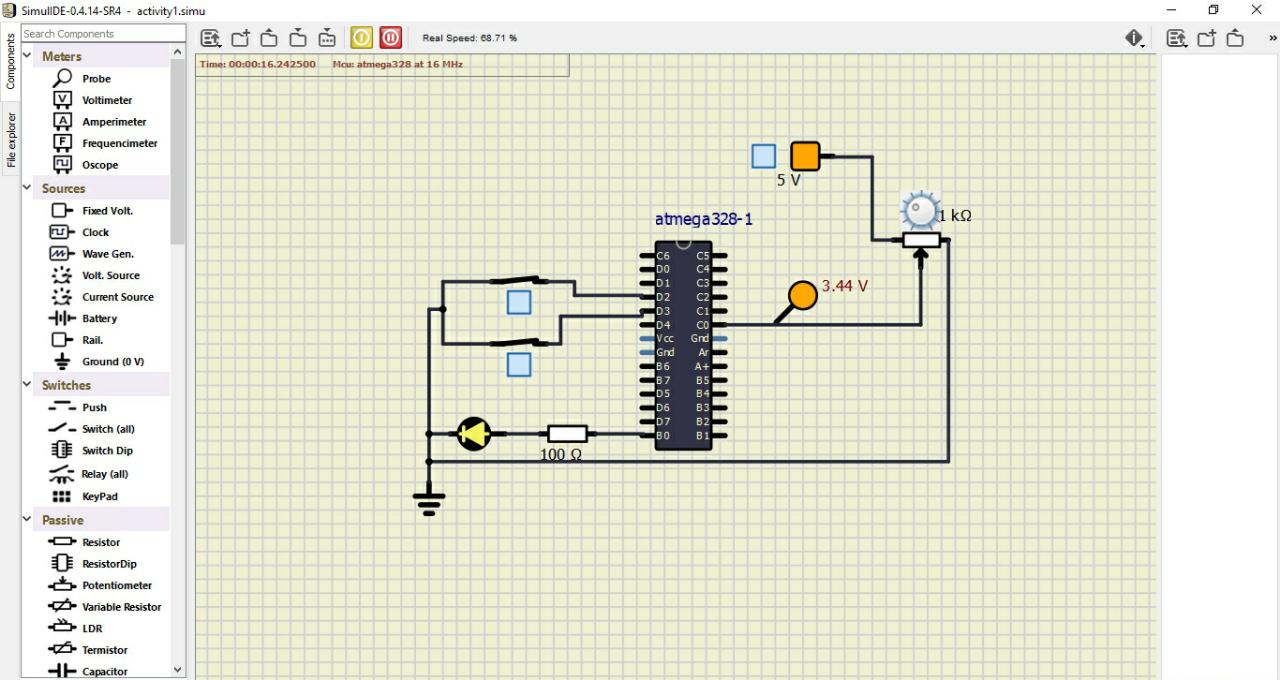 SimulIDE-0.4.14-SR4 - activity1.simu
Components
File explorer
Search Components
Meters
Probe
Voltimeter
Amperimeter
Frequencimeter
Oscope
Sources
Fixed Volt.
Clock
Wave Gen.
Volt. Source
Current Source
Battery
Rail.
Ground (0 V)
Switches
Push
Switch (all)
Switch Dip
Relay (all)
KeyPad
Passive
Resistor
ResistorDip
Potentiometer
Variable Resistor
LDR
Termistor
Capacitor
Real Speed: 68.71 %
»
Time: 00:00:16.242500 Mcu: atmega328 at 16 MHz
5 V
1 kΩ
atmega328-1
3.44 V
C6 C5
D0 C4
D1 C3
D2 C2
D3 C1
D4 C0
Vcc Gnd
Gnd Ar
B6 A+
B7 B5
D5 B4
D6 B3
D7 B2
B0 B1
100 Ω